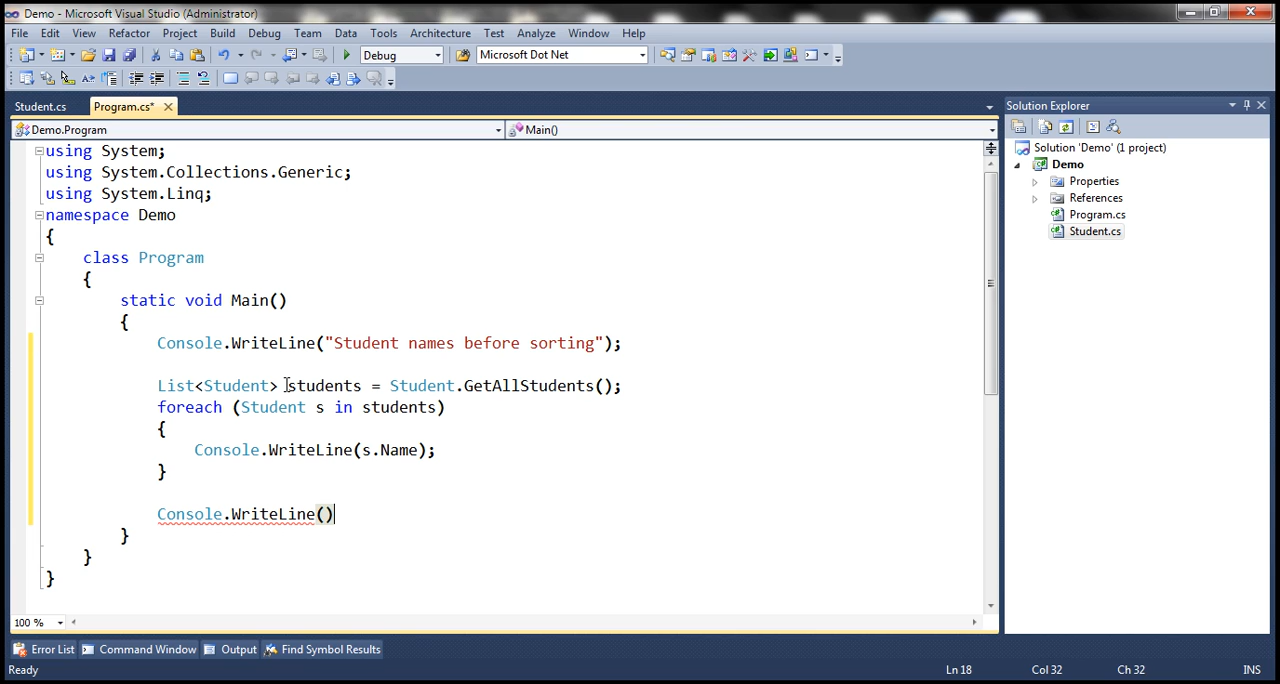 Demo - Microsoft Visual Studio (Administrator)
File Edit View Refactor Project Build Debug Team Data Tools Architecture Test Analyze Window Help
Debug Microsoft Dot Net
Student.cs Program.cs*
Solution Explorer
Demo.Program Main()
Solution 'Demo' (1 project)
Demo
Properties
References
Program.cs
Student.cs
using System;
using System.Collections.Generic;
using System.Linq;
namespace Demo
{
class Program
{
static void Main()
{
Console.WriteLine("Student names before sorting");
List<Student> students = Student.GetAllStudents();
foreach (Student s in students)
{
Console.WriteLine(s.Name);
}
Console.WriteLine()
}
}
}
100 %
Error List Command Window Output Find Symbol Results
Ready Ln 18 Col 32 Ch 32 INS